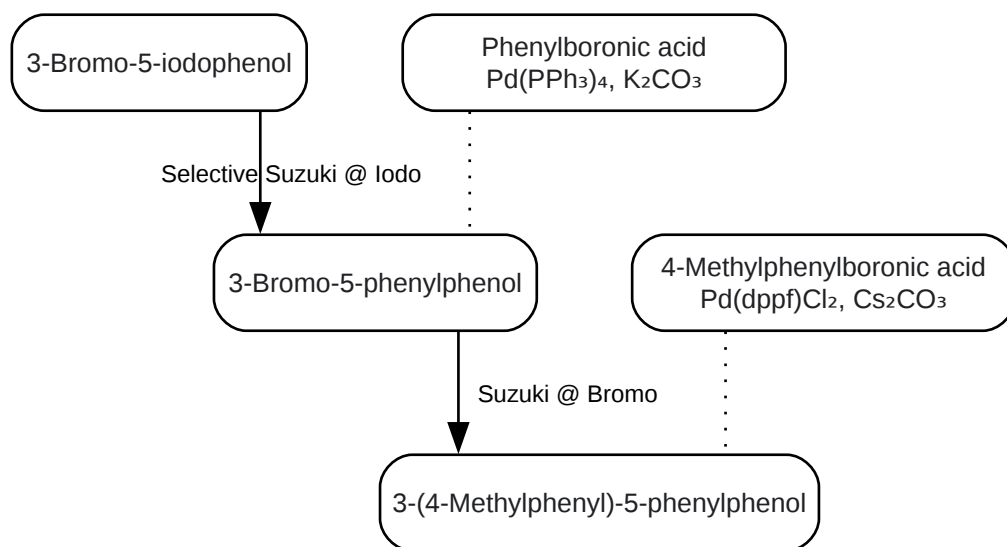 3-Bromo-5-iodophenol
Phenylboronic acid
Pd(PPh₃)₄, K₂CO₃
Selective Suzuki @ Iodo
3-Bromo-5-phenylphenol
4-Methylphenylboronic acid
Pd(dppf)Cl₂, Cs₂CO₃
Suzuki @ Bromo
3-(4-Methylphenyl)-5-phenylphenol